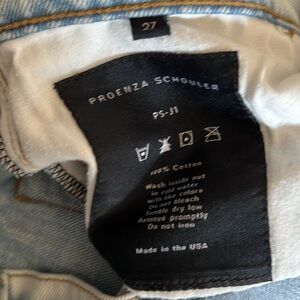 27
PROENZA SCHOULER
PS-J1
100% Cotton
Wash inside out
in cold water
With like colors
Do not bleach
Tumble dry low
Remove promptly
Do not iron
Made in the USA